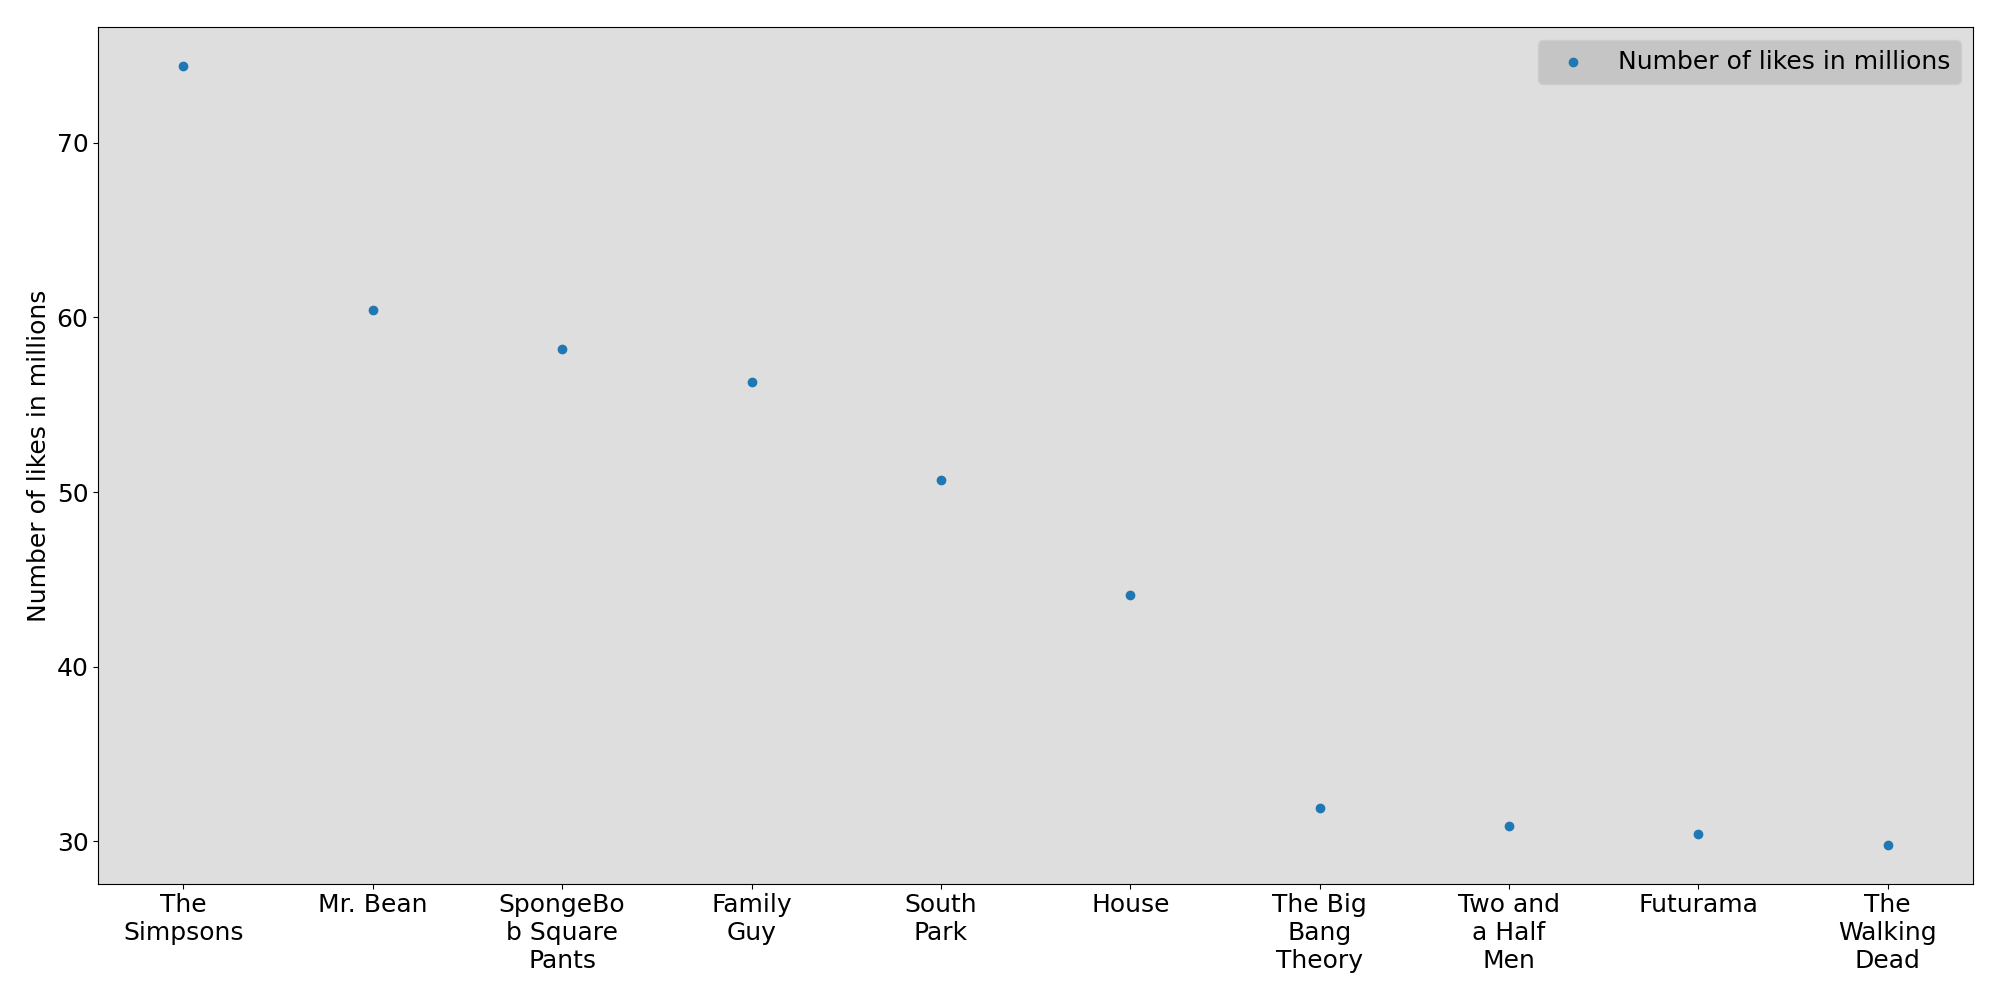 Number of likes in millions
70
60
50
40
30
Number of likes in millions
The
Simpsons
Mr. Bean
SpongeBo
b Square
Pants
Family
Guy
South
Park
House
The Big
Bang
Theory
Two and
a Half
Men
Futurama
The
Walking
Dead